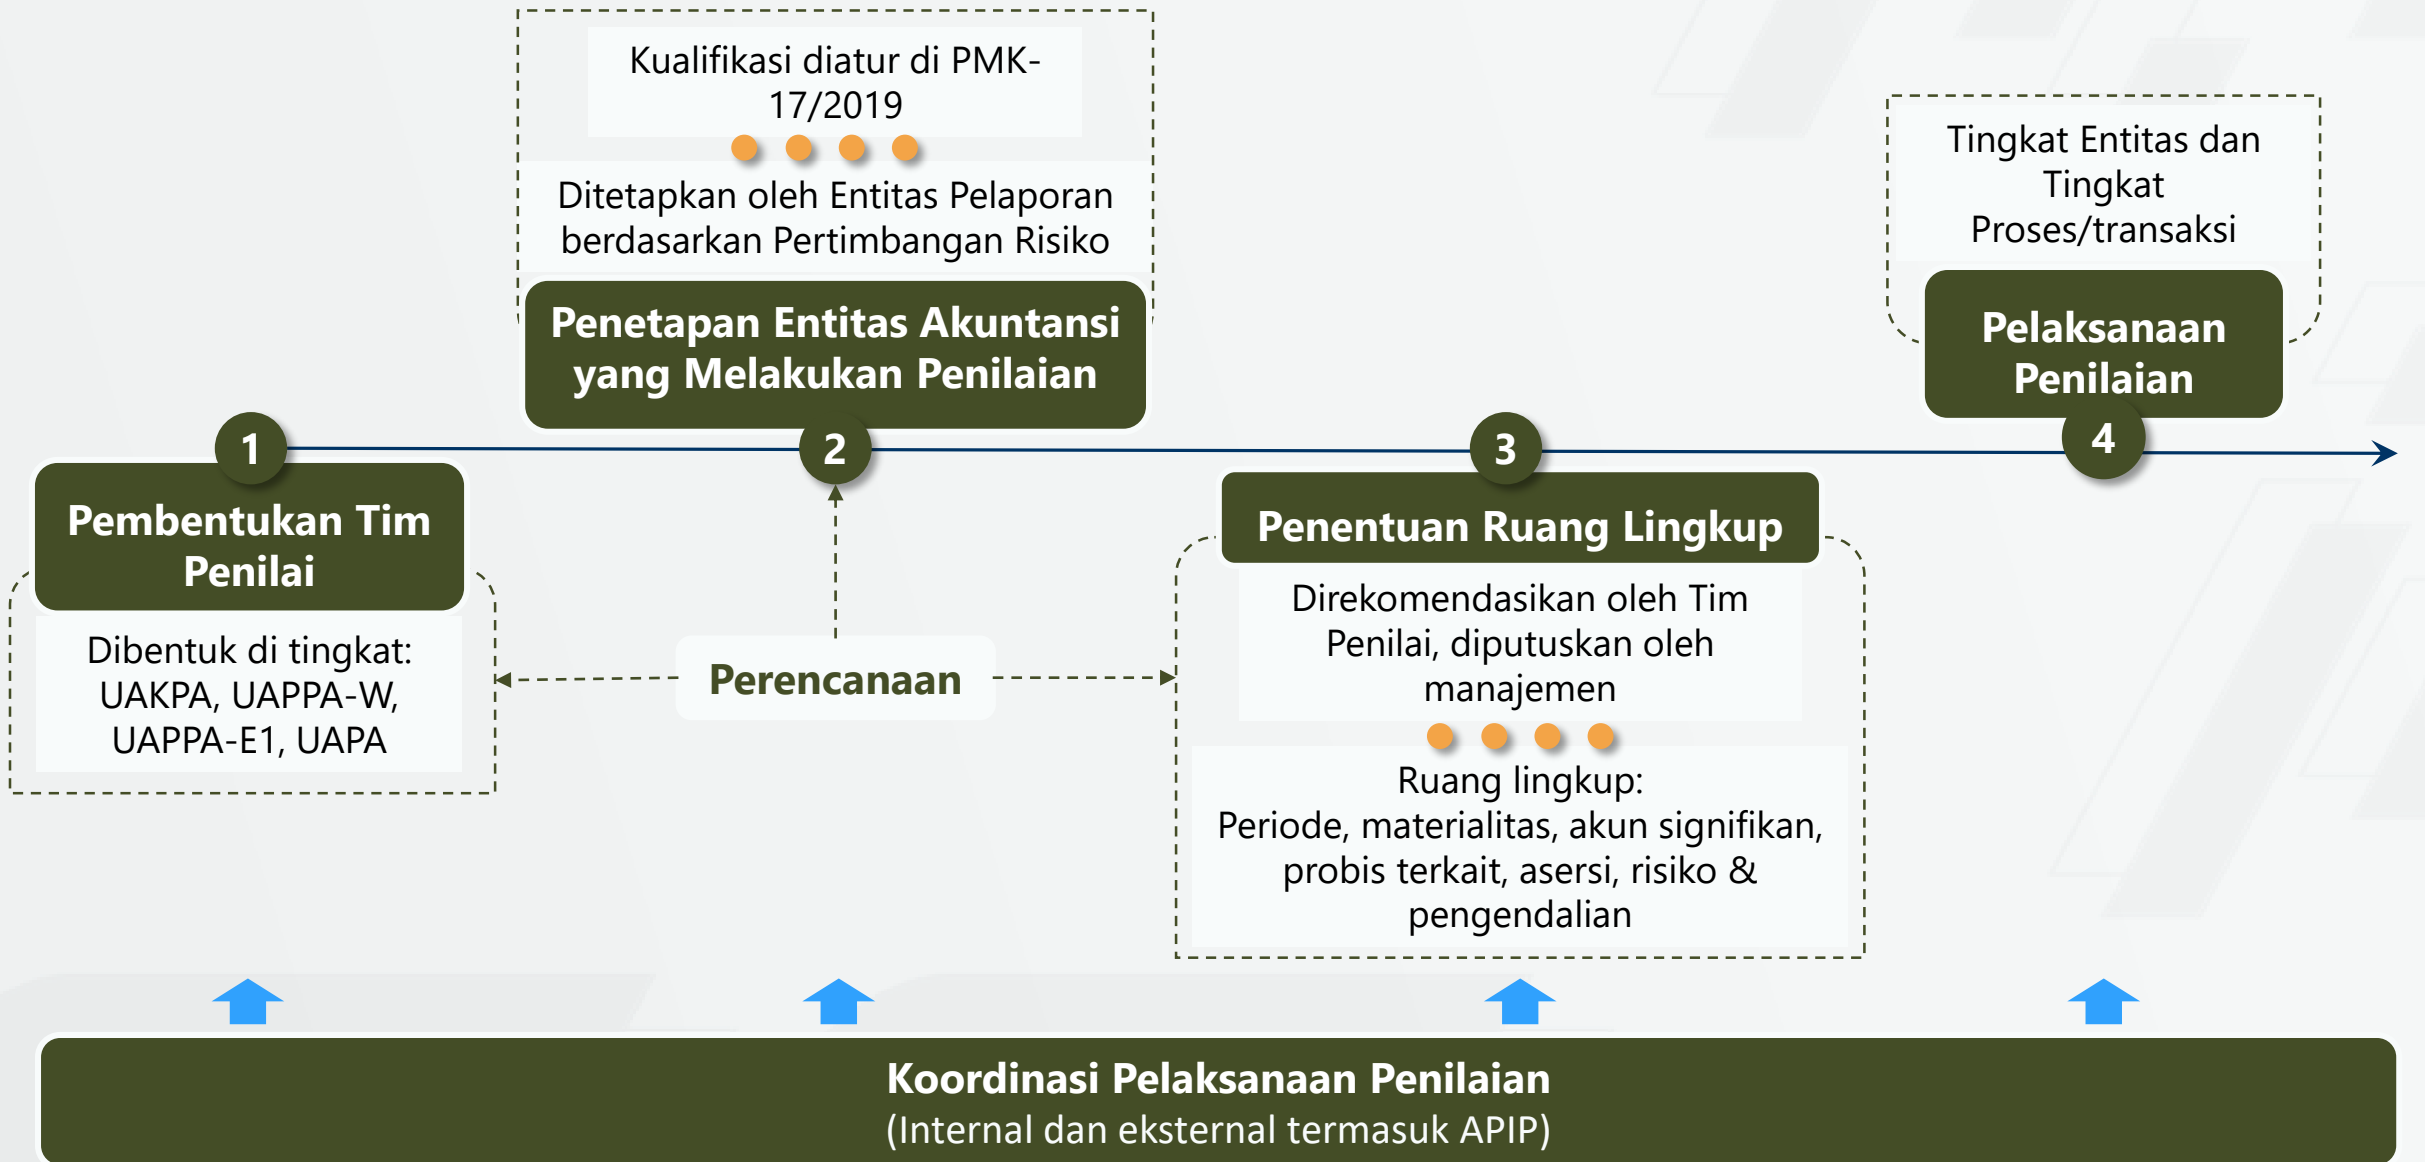 Kualifikasi diatur di PMK-
17/2019
Ditetapkan oleh Entitas Pelaporan
berdasarkan Pertimbangan Risiko
Penetapan Entitas Akuntansi
yang Melakukan Penilaian
Tingkat Entitas dan
Tingkat
Proses/transaksi
Pelaksanaan
Penilaian
1
2
3
4
Pembentukan Tim
Penilai
Dibentuk di tingkat:
UAKPA, UAPPA-W,
UAPPA-E1, UAPA
Perencanaan
Penentuan Ruang Lingkup
Direkomendasikan oleh Tim
Penilai, diputuskan oleh
manajemen
Ruang lingkup:
Periode, materialitas, akun signifikan,
probis terkait, asersi, risiko &
pengendalian
Koordinasi Pelaksanaan Penilaian
(Internal dan eksternal termasuk APIP)